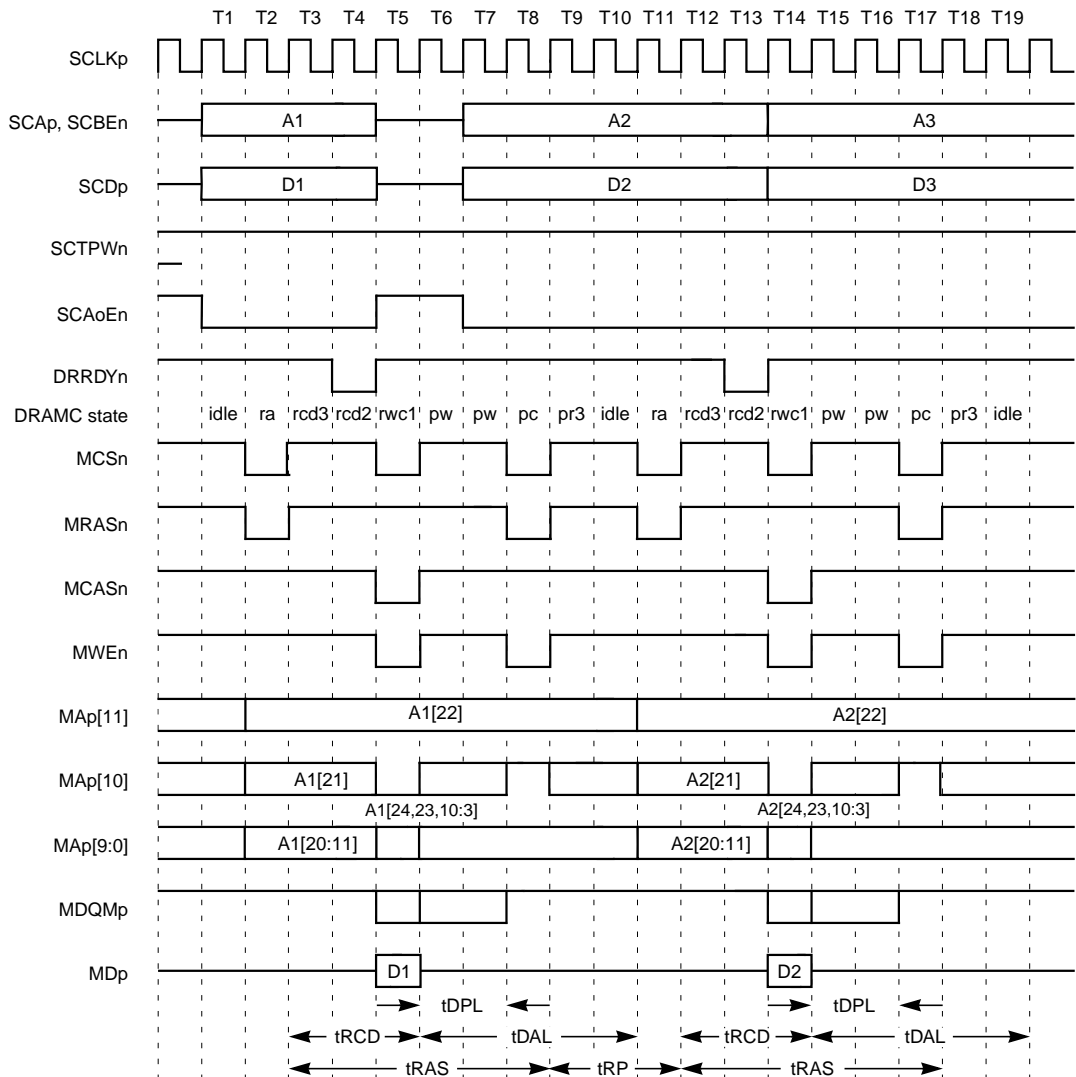 T1 T2 T3 T4 T5 T6 T7 T8 T9 T10 T11 T12 T13 T14 T15 T16 T17 T18 T19
SCLKp
SCAp, SCBEn A1 A2 A3
SCDp D1 D2 D3
SCTPWn
SCAoEn
DRRDYn
DRAMC state idle ra rcd3 rcd2 rwc1 pw pw pc pr3 idle ra rcd3 rcd2 rwc1 pw pw pc pr3 idle
MCSn
MRASn
MCASn
MWEn
MAp[11] A1[22] A2[22]
MAp[10] A1[21] A2[21]
A1[24,23,10:3] A2[24,23,10:3]
MAp[9:0] A1[20:11] A2[20:11]
MDQMp
MDp D1 D2
tDPL tDPL
tRCD tDAL tRCD tDAL
tRAS tRP tRAS